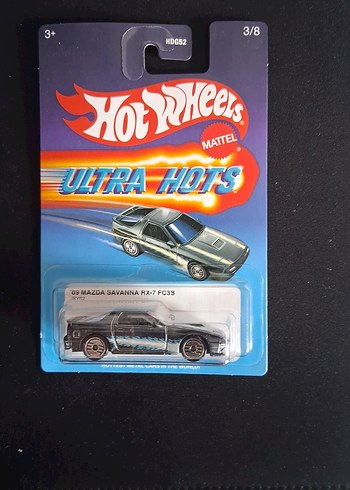 3+
HDG52
3/8
Hot Wheels
MATTEL
ULTRA HOTS
'89 MAZDA SAVANNA RX-7 FC3S